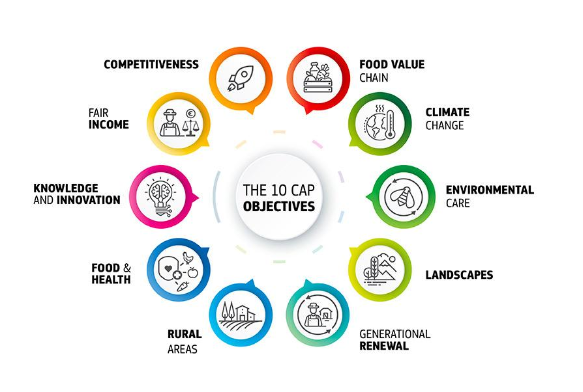 COMPETITIVENESS
FOOD VALUE
CHAIN
FAIR
INCOME
€
CLIMATE
CHANGE
KNOWLEDGE
AND INNOVATION
THE 10 CAP
OBJECTIVES
ENVIRONMENTAL
CARE
FOOD &
HEALTH
LANDSCAPES
RURAL
AREAS
GENERATIONAL
RENEWAL